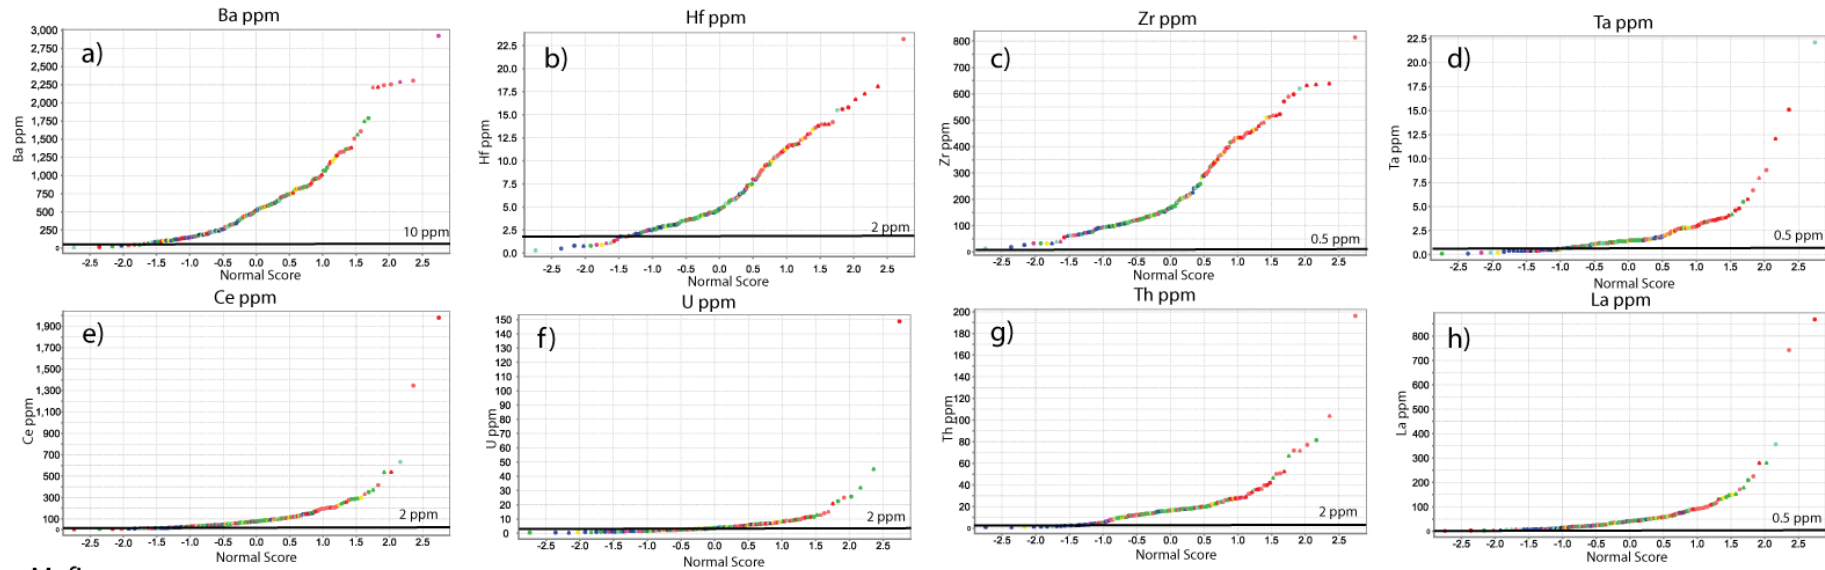 Ba ppm
a)
Ba ppm
3,000
2,750
2,500
2,250
2,000
1,750
1,500
1,250
1,000
750
500
250
0
10 ppm
-2.5 -2.0 -1.5 -1.0 -0.5 0.0 0.5 1.0 1.5 2.0 2.5
Normal Score
Hf ppm
b)
Hf ppm
22.5
20.0
17.5
15.0
12.5
10.0
7.5
5.0
2.5
0.0
2 ppm
-2.5 -2.0 -1.5 -1.0 -0.5 0.0 0.5 1.0 1.5 2.0 2.5
Normal Score
Zr ppm
c)
Zr ppm
800
700
600
500
400
300
200
100
0
0.5 ppm
-2.5 -2.0 -1.5 -1.0 -0.5 0.0 0.5 1.0 1.5 2.0 2.5
Normal Score
Ta ppm
d)
Ta ppm
22.5
20.0
17.5
15.0
12.5
10.0
7.5
5.0
2.5
0.0
0.5 ppm
-2.5 -2.0 -1.5 -1.0 -0.5 0.0 0.5 1.0 1.5 2.0 2.5
Normal Score
Ce ppm
e)
Ce ppm
1,900
1,700
1,500
1,300
1,100
900
700
500
300
100
2 ppm
-2.5 -2.0 -1.5 -1.0 -0.5 0.0 0.5 1.0 1.5 2.0 2.5
Normal Score
U ppm
f)
U ppm
150
140
130
120
110
100
90
80
70
60
50
40
30
20
10
0
2 ppm
-2.5 -2.0 -1.5 -1.0 -0.5 0.0 0.5 1.0 1.5 2.0 2.5
Normal Score
Th ppm
g)
Th ppm
200
180
160
140
120
100
80
60
40
20
0
2 ppm
-2.5 -2.0 -1.5 -1.0 -0.5 0.0 0.5 1.0 1.5 2.0 2.5
Normal Score
La ppm
h)
La ppm
800
700
600
500
400
300
200
100
0
0.5 ppm
-2.5 -2.0 -1.5 -1.0 -0.5 0.0 0.5 1.0 1.5 2.0 2.5
Normal Score